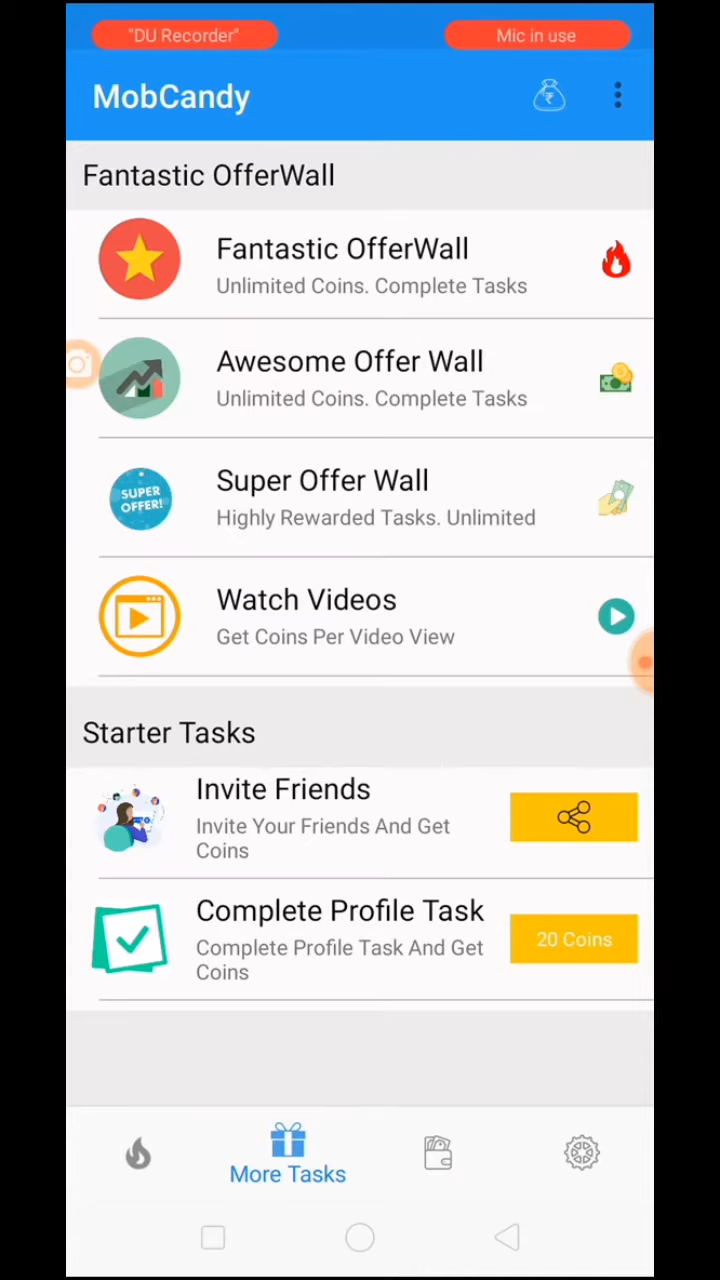 "DU Recorder"
Mic in use
MobCandy
Fantastic OfferWall
Fantastic OfferWall
Unlimited Coins. Complete Tasks
Awesome Offer Wall
Unlimited Coins. Complete Tasks
SUPER
OFFER!
Super Offer Wall
Highly Rewarded Tasks. Unlimited
Watch Videos
Get Coins Per Video View
Starter Tasks
Invite Friends
Invite Your Friends And Get
Coins
Complete Profile Task
Complete Profile Task And Get
Coins
20 Coins
More Tasks